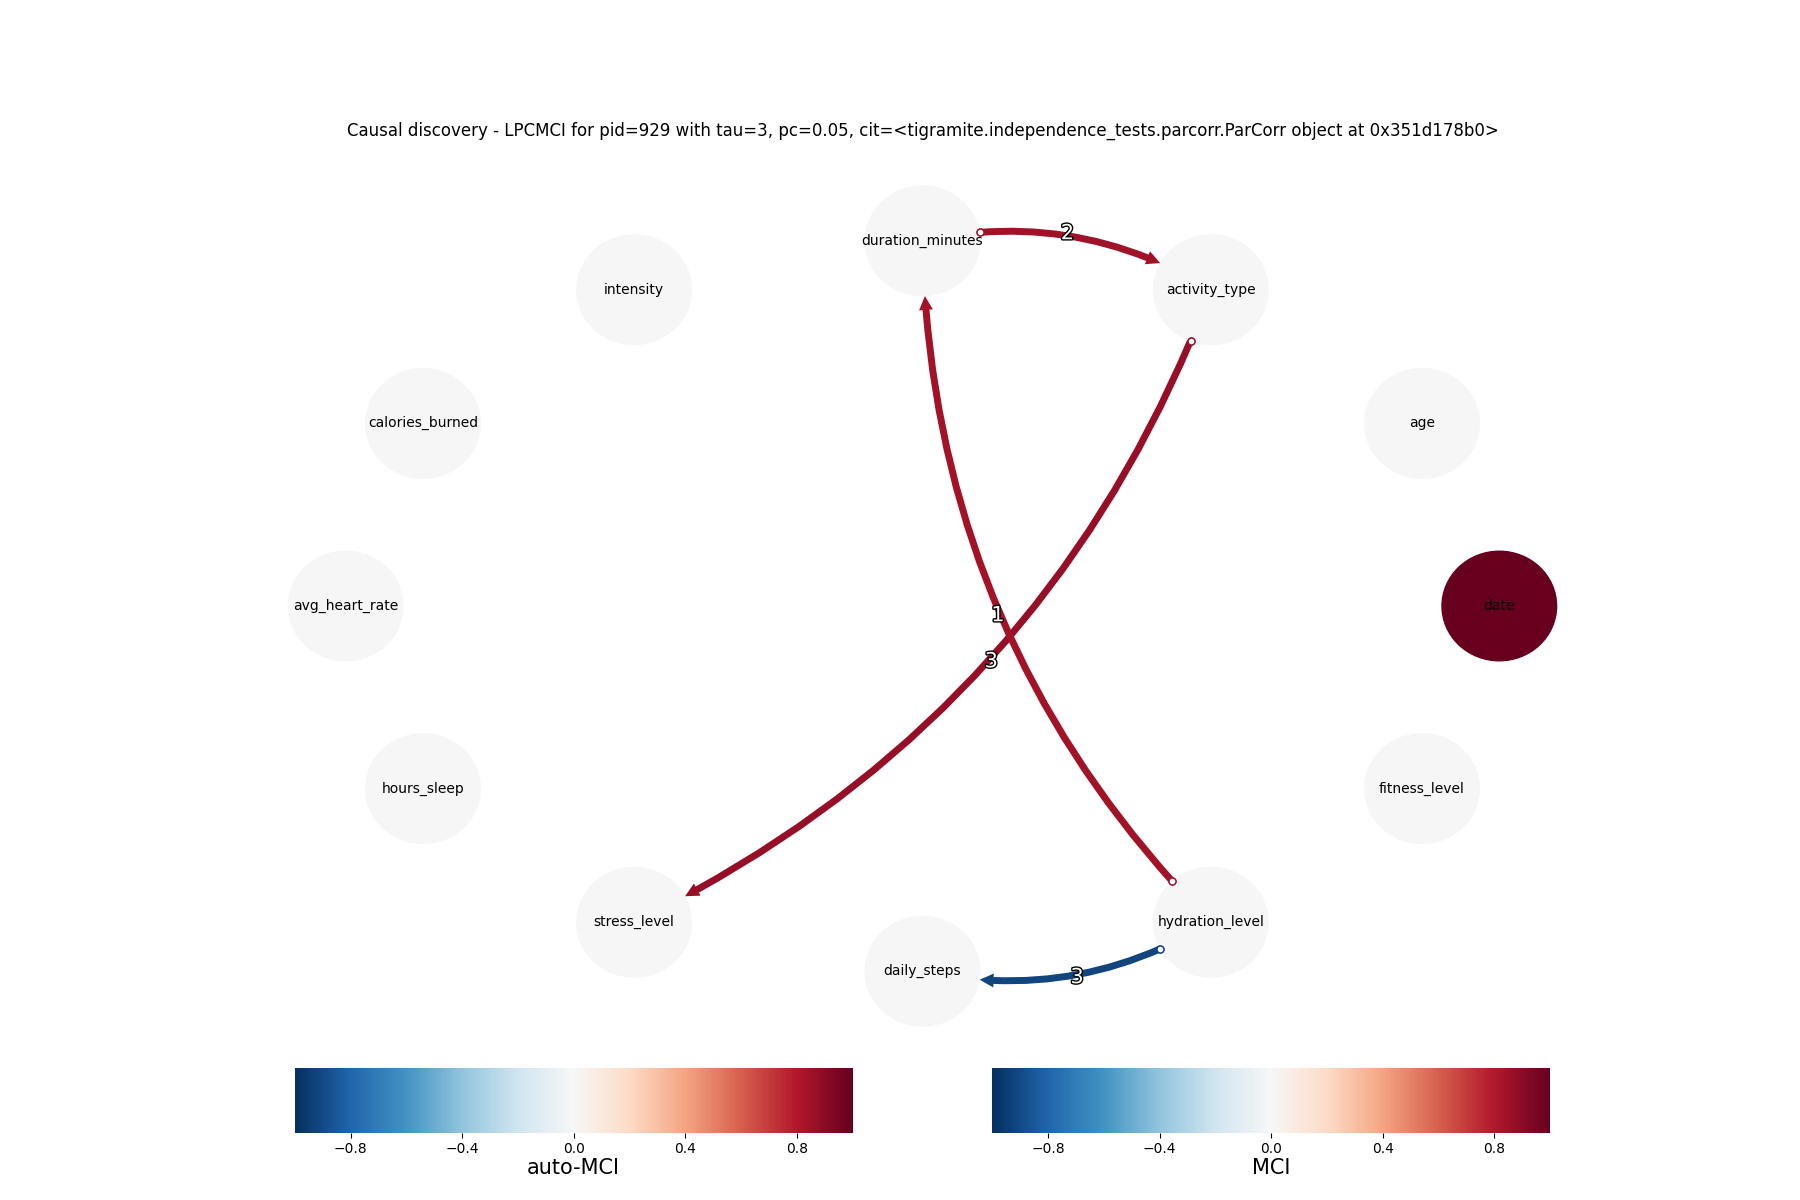 Causal discovery - LPCMCI for pid=929 with tau=3, pc=0.05, cit=<tigramite.independence_tests.parcorr.ParCorr object at 0x351d178b0>
2
duration_minutes
intensity
activity_type
calories_burned
age
avg_heart_rate
date
1
3
hours_sleep
fitness_level
stress_level
hydration_level
daily_steps
3
−0.8 −0.4 0.0 0.4 0.8
auto-MCI
−0.8 −0.4 0.0 0.4 0.8
MCI